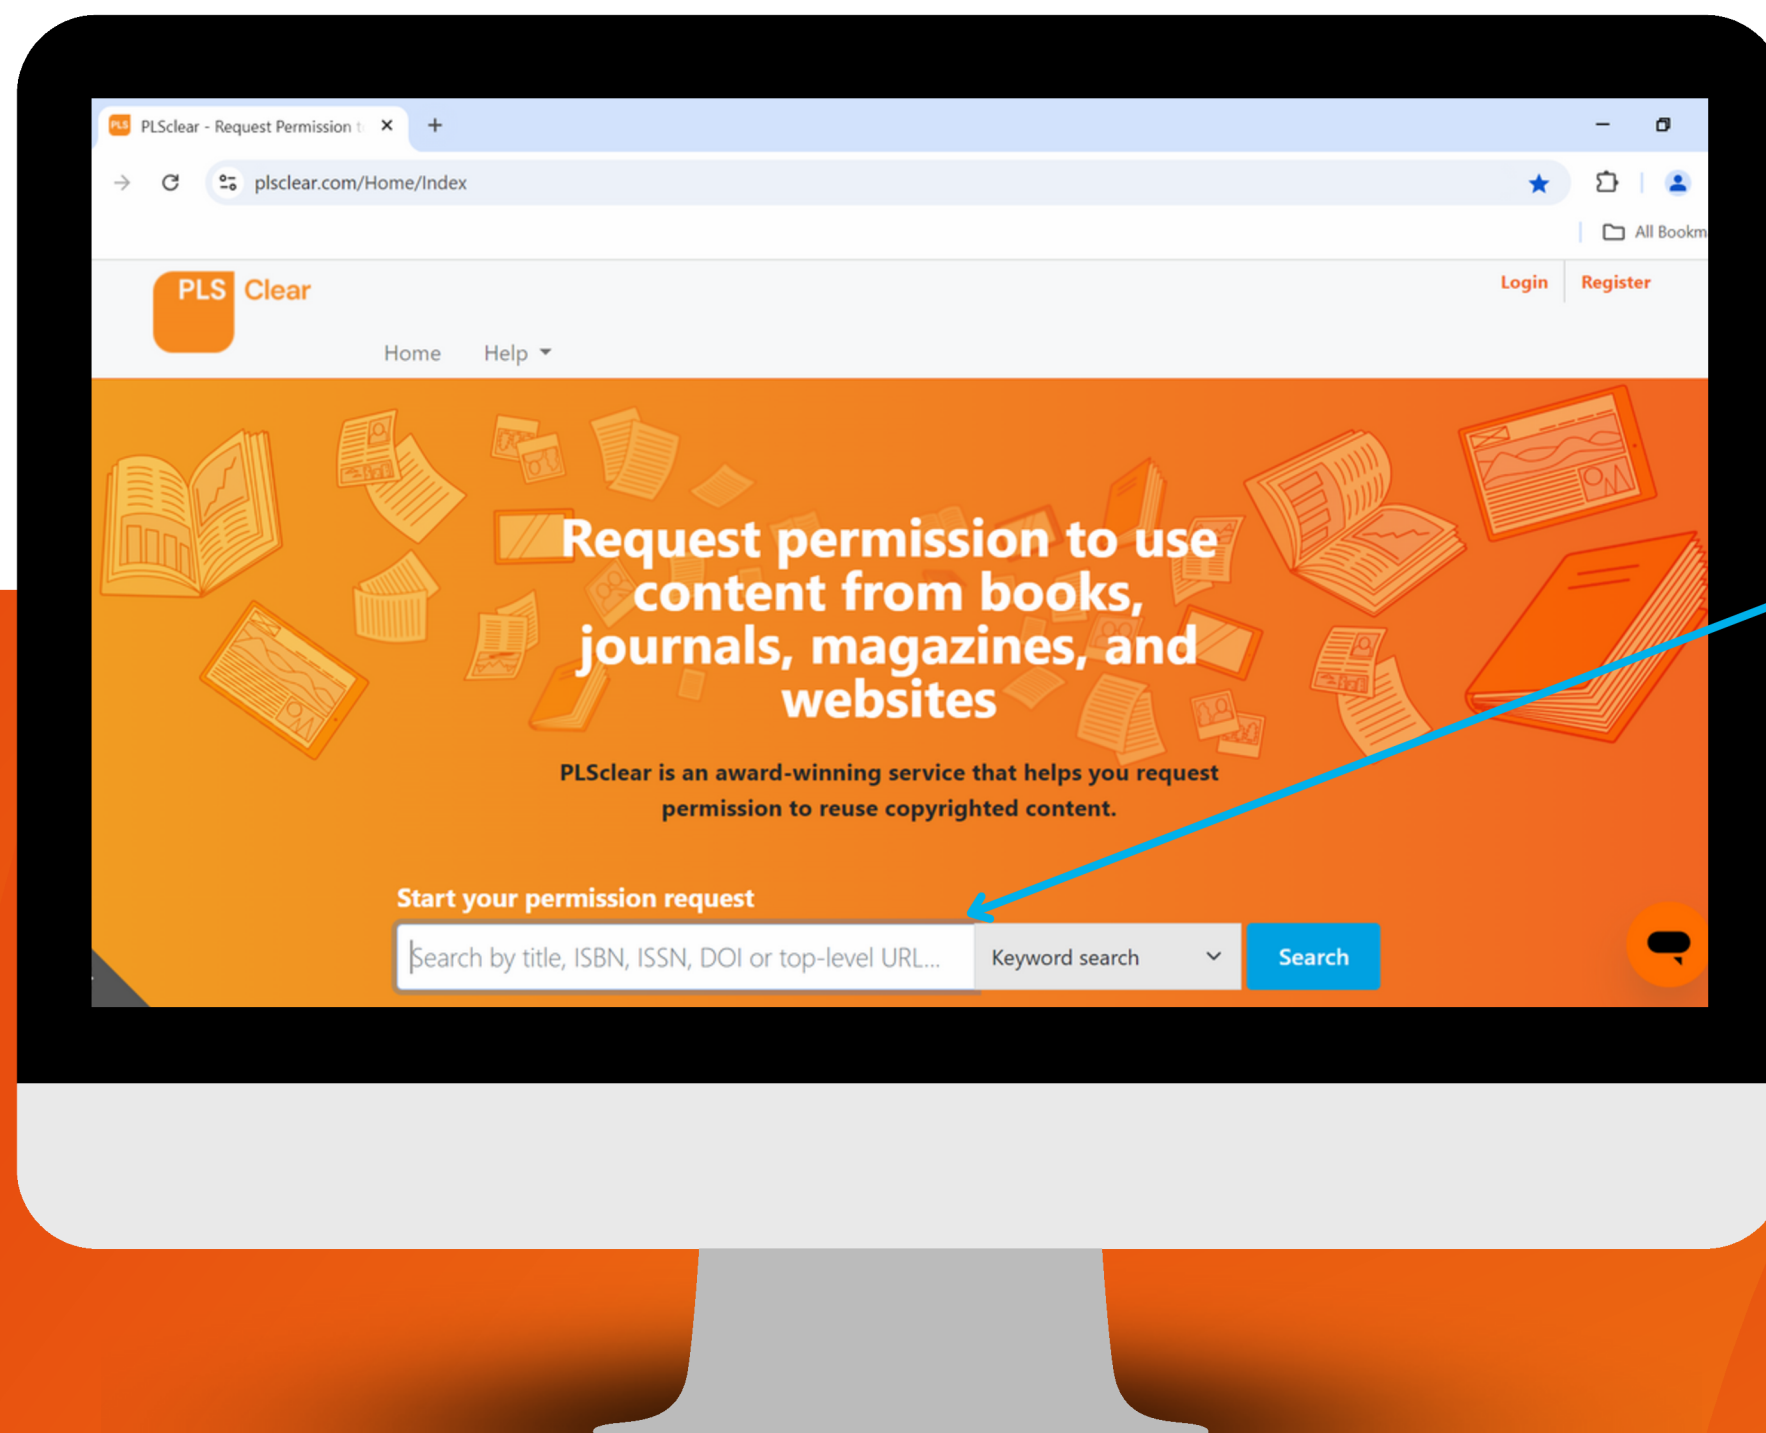 PLS PLSclear - Request Permission t
plsclear.com/Home/Index
All Bookm
PLS Clear
Login Register
Home Help
Request permission to use
content from books,
journals, magazines, and
websites
PLSclear is an award-winning service that helps you request
permission to reuse copyrighted content.
Start your permission request
Search by title, ISBN, ISSN, DOI or top-level URL...
Keyword search
Search